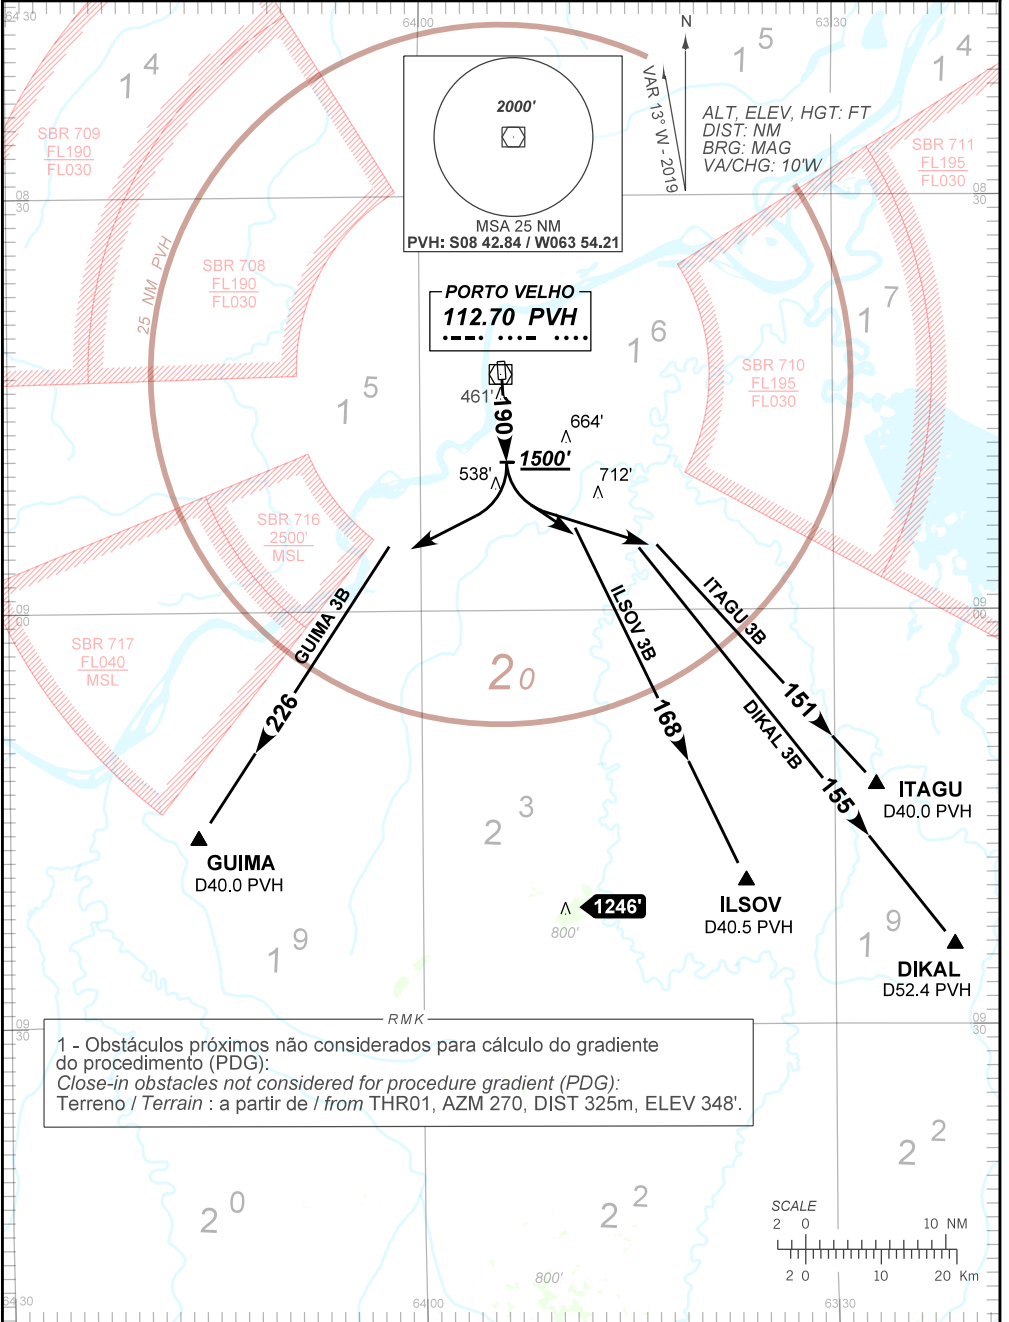 64 30
64 00
63 30
N
VAR 13° W - 2019
ALT, ELEV, HGT: FT
DIST: NM
BRG: MAG
VA/CHG: 10'W
1 4
1 5
1 4
2000'
MSA 25 NM
PVH: S08 42.84 / W063 54.21
SBR 709
FL190
FL030
SBR 711
FL195
FL030
08
30
08
30
25 NM PVH
SBR 708
FL190
FL030
PORTO VELHO
112.70 PVH
1 7
1 6
1 5
SBR 710
FL195
FL030
461'
190
664'
1500'
538'
712'
SBR 716
2500'
MSL
09
00
09
00
GUIMA 3B
226
ILSOV 3B
168
ITAGU 3B
151
DIKAL 3B
155
SBR 717
FL040
MSL
20
2 3
ITAGU
D40.0 PVH
GUIMA
D40.0 PVH
ILSOV
D40.5 PVH
1246'
800'
1 9
1 9
DIKAL
D52.4 PVH
09
30
09
30
RMK
1 - Obstáculos próximos não considerados para cálculo do gradiente
do procedimento (PDG):
Close-in obstacles not considered for procedure gradient (PDG):
Terreno / Terrain : a partir de / from THR01, AZM 270, DIST 325m, ELEV 348'.
2 2
2 0
2 2
800'
SCALE
2 0 10 NM
2 0 10 20 Km
64 30
64 00
63 30